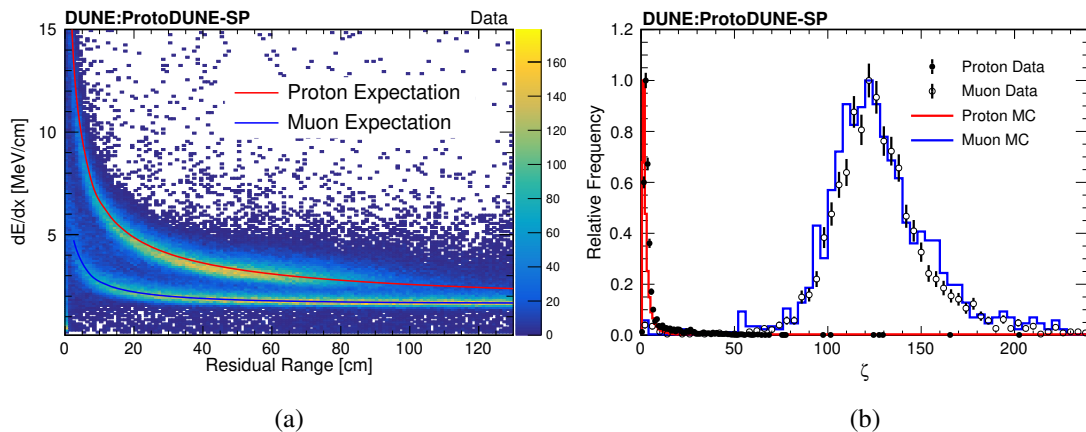 DUNE:ProtoDUNE-SP Data
15
10
5
dE/dx [MeV/cm]
Proton Expectation
Muon Expectation
160
140
120
100
80
60
40
20
0
0 20 40 60 80 100 120
Residual Range [cm]
(a)
DUNE:ProtoDUNE-SP
1.2
1.0
0.8
0.6
0.4
0.2
0.0
Relative Frequency
Proton Data
Muon Data
Proton MC
Muon MC
0 50 100 150 200
ζ
(b)